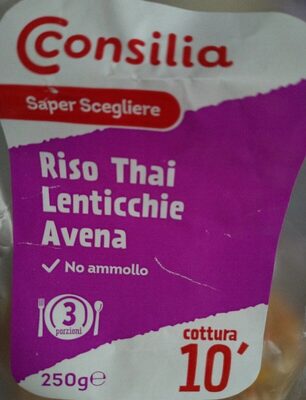 Consilia
Saper Scegliere
Riso Thai
Lenticchie
Avena
✓ No ammollo
3
porzioni
cottura
10'
250g℮